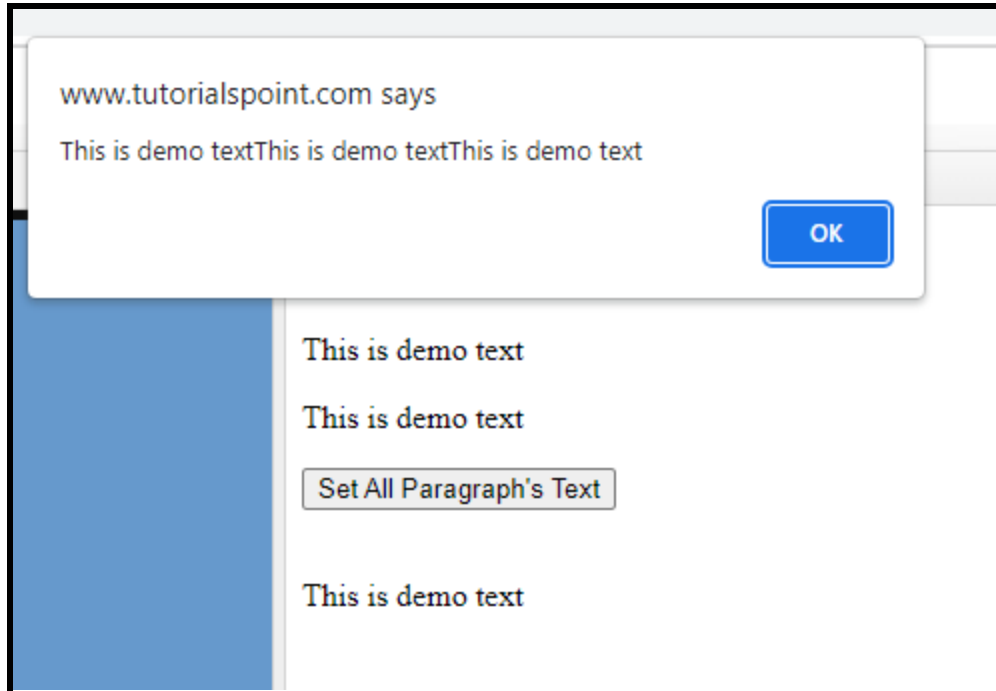 www.tutorialspoint.com says
This is demo textThis is demo textThis is demo text
OK
This is demo text
This is demo text
Set All Paragraph's Text
This is demo text